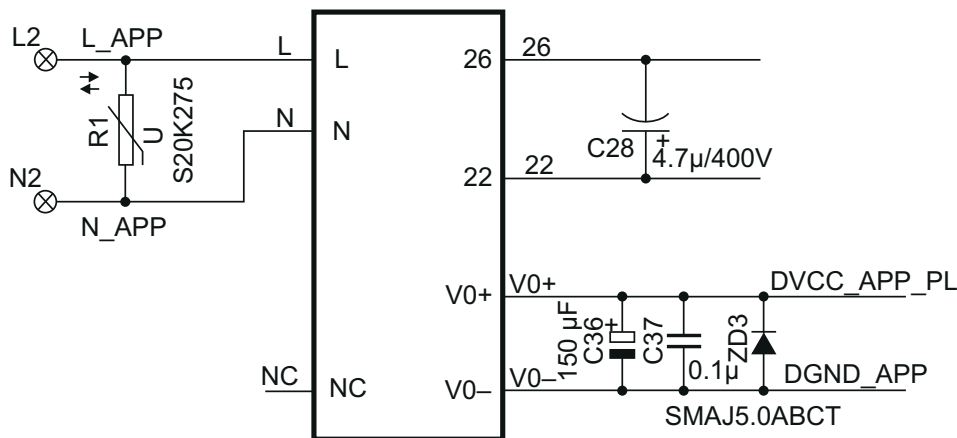 L2
L_APP
L
L
R1
U
S20K275
N
N
N2
N_APP
NC
NC
26
26
C28
+
4.7µ/400V
22
22
V0+
V0+
DVCC_APP_PL
150 µF
C36
+
C37
0.1µ
ZD3
V0–
V0–
DGND_APP
SMAJ5.0ABCT